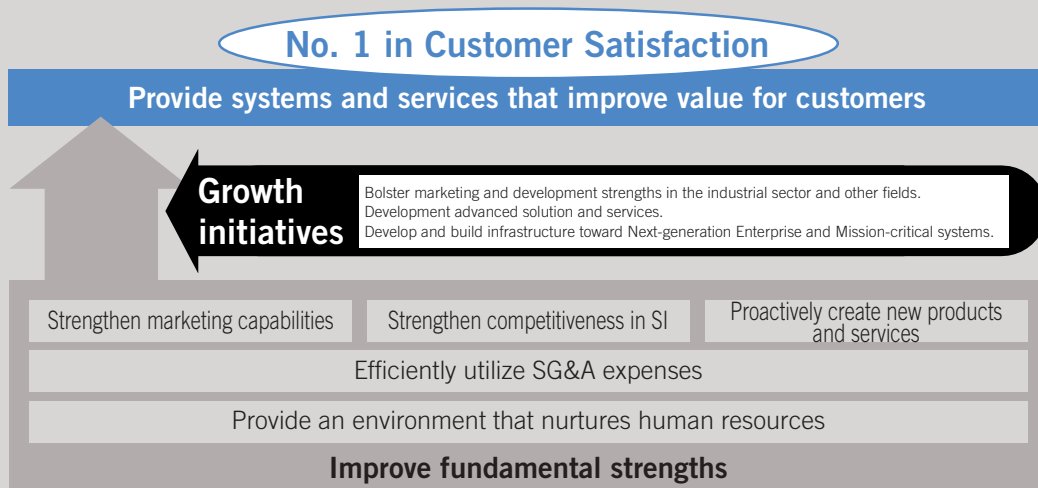 No. 1 in Customer Satisfaction
Provide systems and services that improve value for customers
Growth
initiatives
Bolster marketing and development strengths in the industrial sector and other fields.
Development advanced solution and services.
Develop and build infrastructure toward Next-generation Enterprise and Mission-critical systems.
Strengthen marketing capabilities
Strengthen competitiveness in SI
Proactively create new products
and services
Efficiently utilize SG&A expenses
Provide an environment that nurtures human resources
Improve fundamental strengths